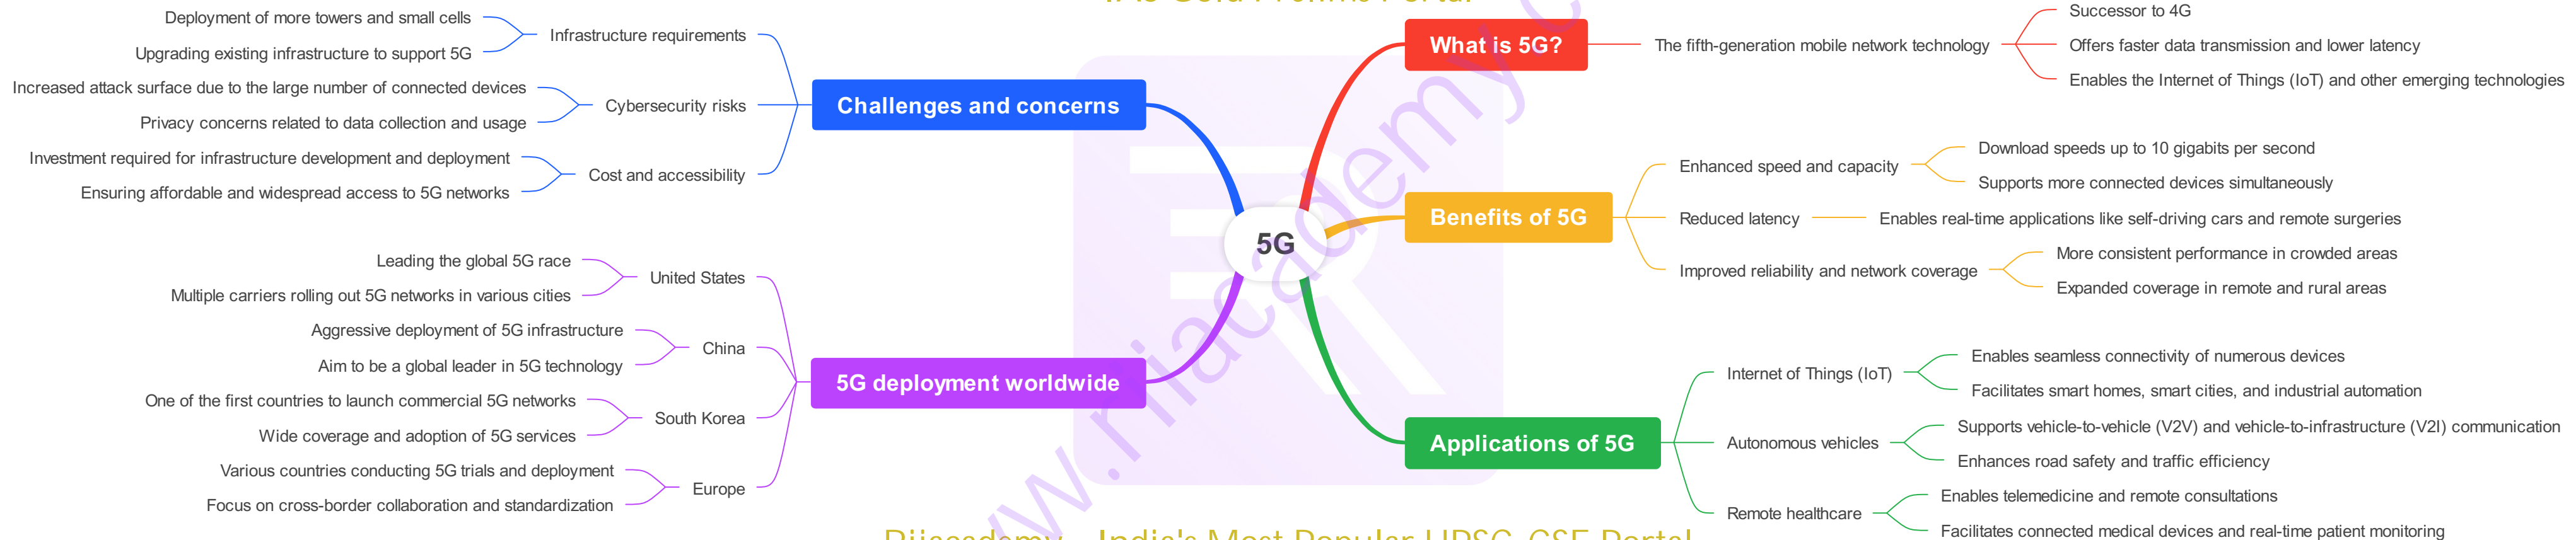 5G
What is 5G?
The fifth-generation mobile network technology
Successor to 4G
Offers faster data transmission and lower latency
Enables the Internet of Things (IoT) and other emerging technologies
Benefits of 5G
Enhanced speed and capacity
Download speeds up to 10 gigabits per second
Supports more connected devices simultaneously
Reduced latency
Enables real-time applications like self-driving cars and remote surgeries
Improved reliability and network coverage
More consistent performance in crowded areas
Expanded coverage in remote and rural areas
Applications of 5G
Internet of Things (IoT)
Enables seamless connectivity of numerous devices
Facilitates smart homes, smart cities, and industrial automation
Autonomous vehicles
Supports vehicle-to-vehicle (V2V) and vehicle-to-infrastructure (V2I) communication
Enhances road safety and traffic efficiency
Remote healthcare
Enables telemedicine and remote consultations
Facilitates connected medical devices and real-time patient monitoring
Challenges and concerns
Infrastructure requirements
Deployment of more towers and small cells
Upgrading existing infrastructure to support 5G
Cybersecurity risks
Increased attack surface due to the large number of connected devices
Privacy concerns related to data collection and usage
Cost and accessibility
Investment required for infrastructure development and deployment
Ensuring affordable and widespread access to 5G networks
5G deployment worldwide
United States
Leading the global 5G race
Multiple carriers rolling out 5G networks in various cities
China
Aggressive deployment of 5G infrastructure
Aim to be a global leader in 5G technology
South Korea
One of the first countries to launch commercial 5G networks
Wide coverage and adoption of 5G services
Europe
Various countries conducting 5G trials and deployment
Focus on cross-border collaboration and standardization
India's Most Popular UPSC-CSE Portal